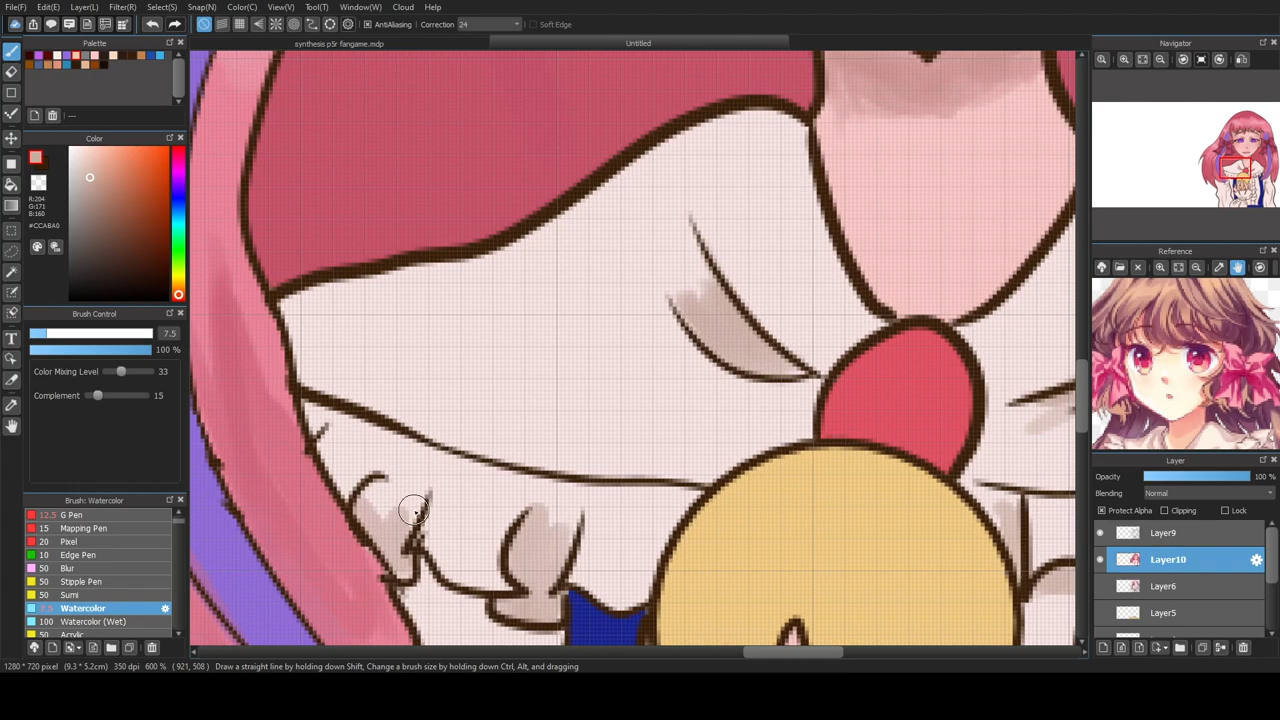 File(F) Edit(E) Layer(L) Filter(R) Select(S) Snap(N) Color(C) View(V) Tool(T) Window(W) Cloud Help
AntiAliasing Correction 24 Soft Edge
Palette
synthesis p5r fangame.mdp Untitled
Navigator
---
Color
R:204
G:171
B:160
#CCABA0
Reference
Brush Control
7.5
100 %
Color Mixing Level 33
Complement 15
Layer
Opacity 100 %
Blending Normal
Protect Alpha Clipping Lock
Layer9
Layer10
Layer6
Layer5
Brush: Watercolor
12.5 G Pen
15 Mapping Pen
20 Pixel
10 Edge Pen
50 Blur
50 Stipple Pen
50 Sumi
7.5 Watercolor
100 Watercolor (Wet)
50 Acrylic
1280 * 720 pixel (9.3 * 5.2cm) 350 dpi 600 % ( 921, 508 ) Draw a straight line by holding down Shift, Change a brush size by holding down Ctrl, Alt, and dragging